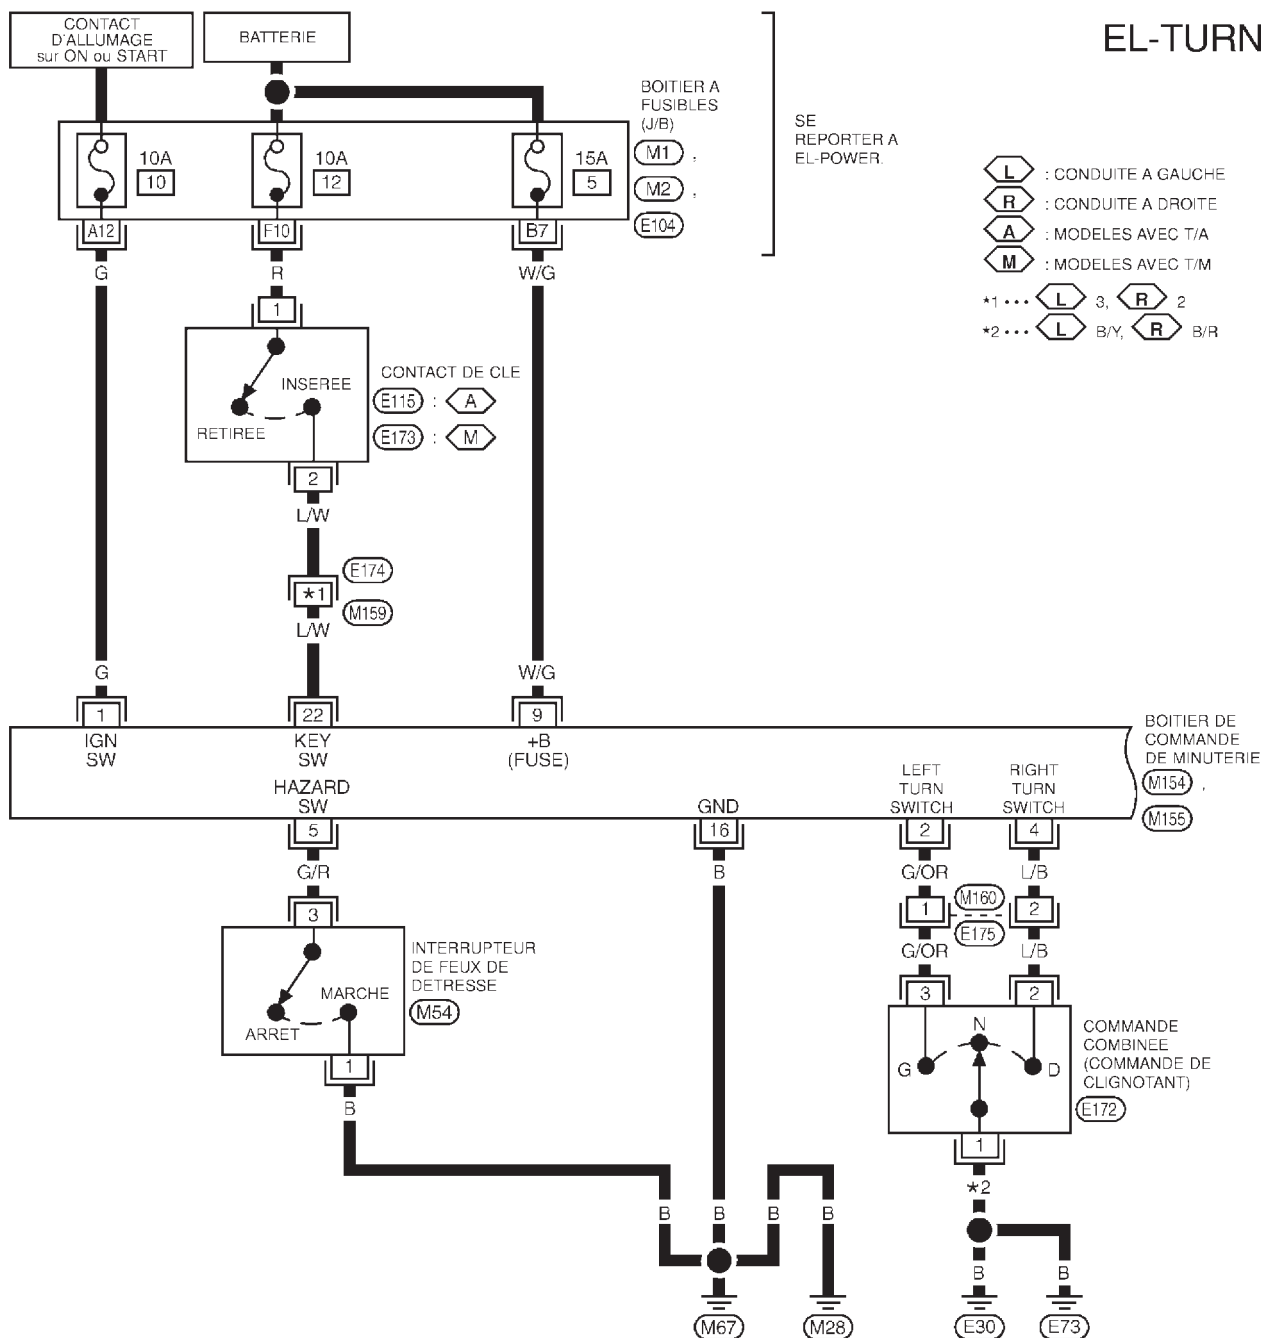 CONTACT
D'ALLUMAGE
sur ON ou START
BATTERIE
EL-TURN
BOITIER A
FUSIBLES
(J/B)
M1 ,
M2 ,
E104
SE
REPORTER A
EL-POWER.
10A
10
10A
12
15A
5
A12
F10
B7
G
R
W/G
L : CONDUITE A GAUCHE
R : CONDUITE A DROITE
A : MODELES AVEC T/A
M : MODELES AVEC T/M
*1 ••• L 3, R 2
*2 ••• L B/Y, R B/R
1
INSEREE
RETIREE
CONTACT DE CLE
E115 : A
E173 : M
2
L/W
E174
*1
M159
L/W
G
W/G
1
22
9
IGN
SW
KEY
SW
+B
(FUSE)
BOITIER DE
COMMANDE
DE MINUTERIE
M154 ,
M155
HAZARD
SW
GND
LEFT
TURN
SWITCH
RIGHT
TURN
SWITCH
5
16
2
4
G/R
B
G/OR
L/B
1
M160
E175
2
G/OR
L/B
3
INTERRUPTEUR
DE FEUX DE
DETRESSE
M54
MARCHE
ARRET
1
B
3
2
N
G
D
COMMANDE
COMBINEE
(COMMANDE DE
CLIGNOTANT)
E172
1
*2
B
B
B
B
B
B
M67
M28
E30
E73